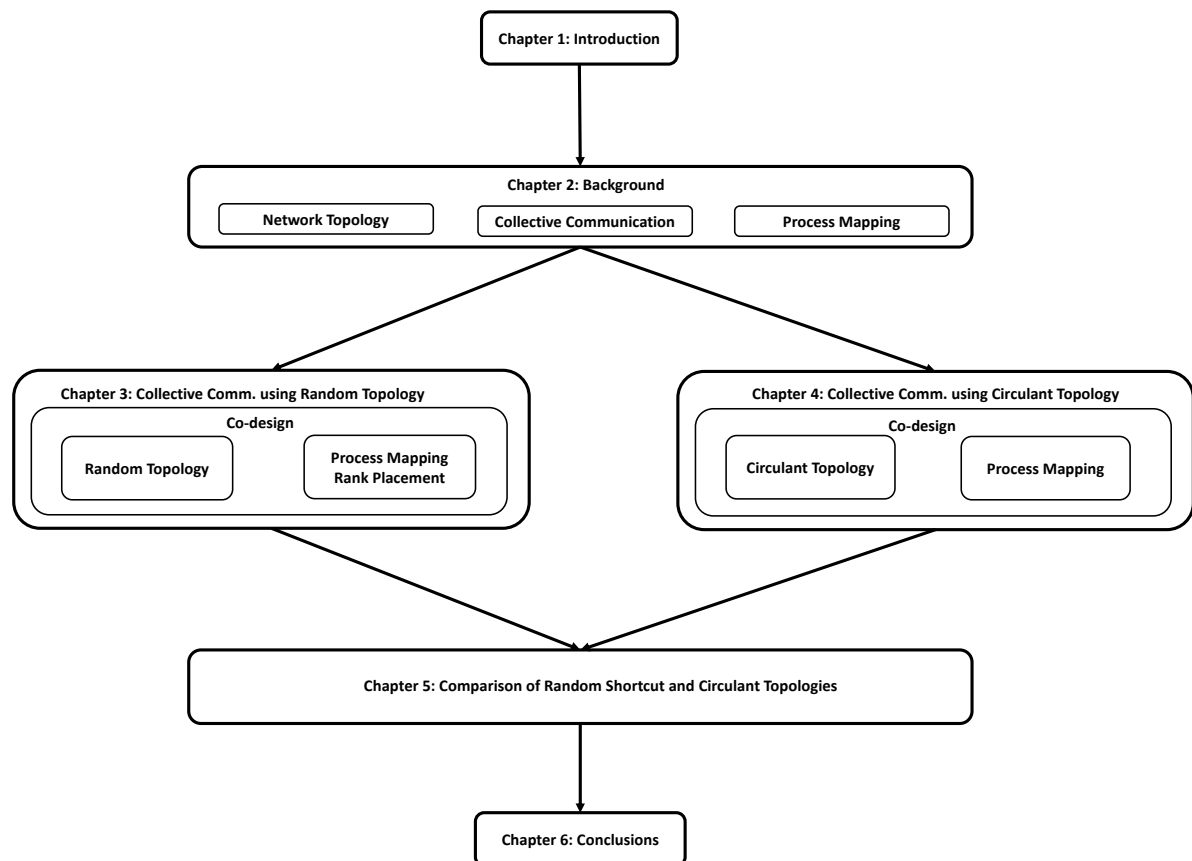 Chapter 1: Introduction
Chapter 2: Background
Network Topology
Collective Communication
Process Mapping
Chapter 3: Collective Comm. using Random Topology
Co-design
Random Topology
Process Mapping
Rank Placement
Chapter 4: Collective Comm. using Circulant Topology
Co-design
Circulant Topology
Process Mapping
Chapter 5: Comparison of Random Shortcut and Circulant Topologies
Chapter 6: Conclusions